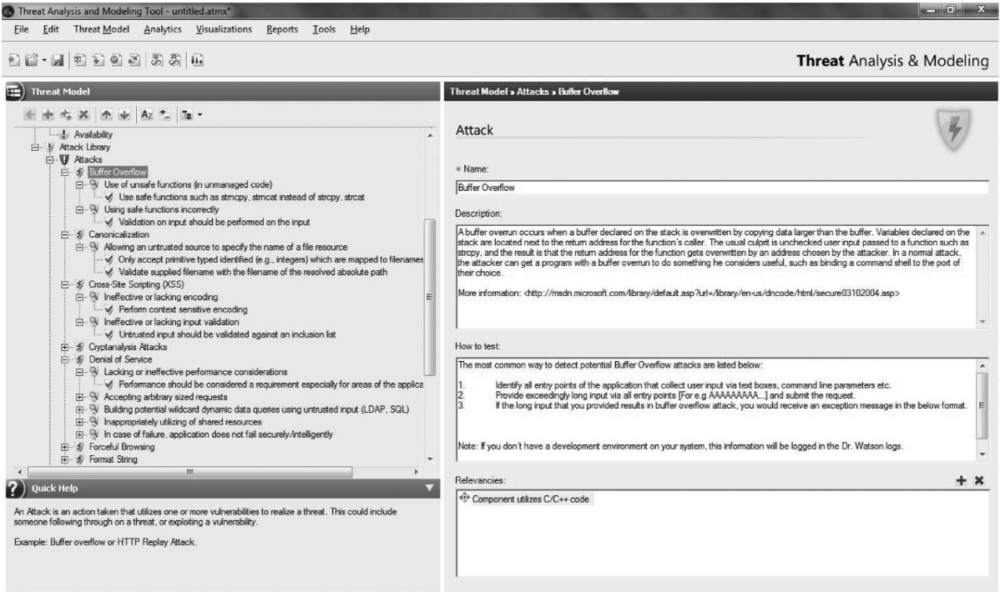 Threat Analysis and Modeling Tool - untitled.atmx*
File Edit Threat Model Analytics Visualizations Reports Tools Help
Threat Analysis & Modeling
Threat Model
Availability
Attack Library
Attacks
Buffer Overflow
Use of unsafe functions (in unmanaged code)
Use safe functions such as strncpy, strncat instead of strcpy, strcat
Using safe functions incorrectly
Validation on input should be performed on the input
Canonicalization
Allowing an untrusted source to specify the name of a file resource
Only accept primitive typed identified (e.g., integers) which are mapped to filenames
Validate supplied filename with the filename of the resolved absolute path
Cross-Site Scripting (XSS)
Ineffective or lacking encoding
Perform context sensitive encoding
Ineffective or lacking input validation
Untrusted input should be validated against an inclusion list
Cryptanalysis Attacks
Denial of Service
Lacking or ineffective performance considerations
Performance should be considered a requirement especially for areas of the applica
Accepting arbitrary sized requests
Building potential wildcard dynamic data queries using untrusted input (LDAP, SQL)
Inappropriately utilizing of shared resources
In case of failure, application does not fail securely/intelligently
Forceful Browsing
Format String
Quick Help
An Attack is an action taken that utilizes one or more vulnerabilities to realize a threat. This could include
someone following through on a threat, or exploiting a vulnerability.
Example: Buffer overflow or HTTP Replay Attack.
Threat Model » Attacks » Buffer Overflow
Attack
* Name:
Buffer Overflow
Description:
A buffer overrun occurs when a buffer declared on the stack is overwritten by copying data larger than the buffer. Variables declared on the
stack are located next to the return address for the function's caller. The usual culprit is unchecked user input passed to a function such as
strcpy, and the result is that the return address for the function gets overwritten by an address chosen by the attacker. In a normal attack,
the attacker can get a program with a buffer overrun to do something he considers useful, such as binding a command shell to the port of
their choice.
More information: <http://msdn.microsoft.com/library/default.asp?url=/library/en-us/dncode/html/secure03102004.asp>
How to test:
The most common way to detect potential Buffer Overflow attacks are listed below:
1. Identify all entry points of the application that collect user input via text boxes, command line parameters etc.
2. Provide exceedingly long input via all entry points [For e.g AAAAAAAAA...] and submit the request.
3. If the long input that you provided results in buffer overflow attack, you would receive an exception message in the below format.
Note: If you don't have a development environment on your system, this information will be logged in the Dr. Watson logs.
Relevancies:
Component utilizes C/C++ code